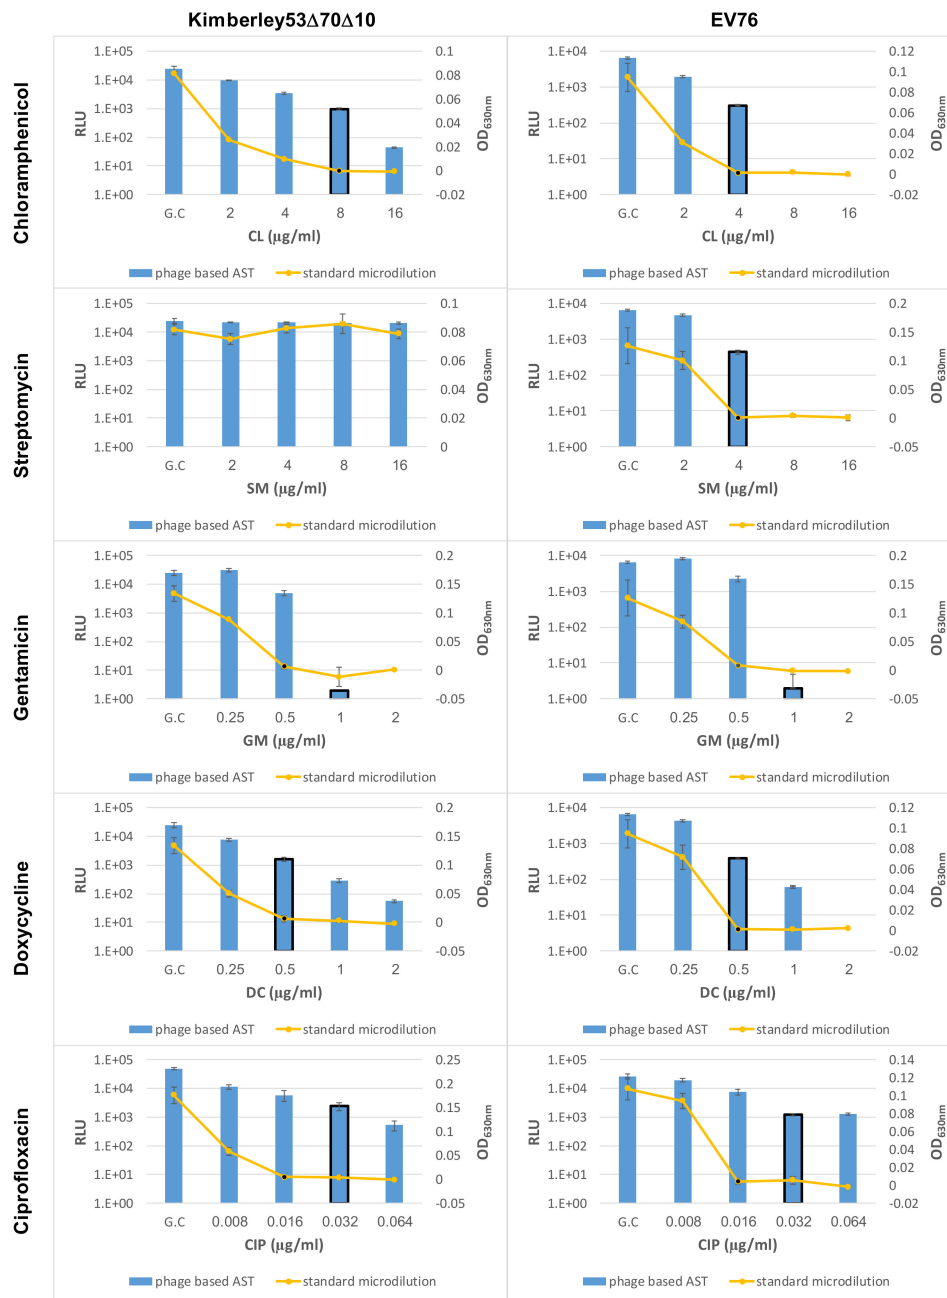 Kimberley53Δ70Δ10 EV76
Chloramphenicol
1.E+05 0.1
1.E+04 0.08
1.E+03 0.06
1.E+02 0.04
1.E+01 0.02
1.E+00 0
-0.02
RLU OD630nm
G.C 2 4 8 16
CL (μg/ml)
phage based AST standard microdilution
1.E+04 0.12
1.E+03 0.1
1.E+02 0.08
1.E+01 0.06
1.E+00 0.04
0.02
0
-0.02
RLU OD630nm
G.C 2 4 8 16
CL (μg/ml)
phage based AST standard microdilution
Streptomycin
1.E+05 0.1
1.E+04 0.08
1.E+03 0.06
1.E+02 0.04
1.E+01 0.02
1.E+00 0
RLU OD630nm
G.C 2 4 8 16
SM (μg/ml)
phage based AST standard microdilution
1.E+04 0.2
1.E+03 0.15
1.E+02 0.1
1.E+01 0.05
1.E+00 0
-0.05
RLU OD630nm
G.C 2 4 8 16
SM (μg/ml)
phage based AST standard microdilution
Gentamicin
1.E+05 0.2
1.E+04 0.15
1.E+03 0.1
1.E+02 0.05
1.E+01 0
1.E+00 -0.05
RLU OD630nm
G.C 0.25 0.5 1 2
GM (μg/ml)
phage based AST standard microdilution
1.E+04 0.2
1.E+03 0.15
1.E+02 0.1
1.E+01 0.05
1.E+00 0
-0.05
RLU OD630nm
G.C 0.25 0.5 1 2
GM (μg/ml)
phage based AST standard microdilution
Doxycycline
1.E+05 0.2
1.E+04 0.15
1.E+03 0.1
1.E+02 0.05
1.E+01 0
1.E+00 -0.05
RLU OD630nm
G.C 0.25 0.5 1 2
DC (μg/ml)
phage based AST standard microdilution
1.E+04 0.12
1.E+03 0.1
1.E+02 0.08
1.E+01 0.06
1.E+00 0.04
0.02
0
-0.02
RLU OD630nm
G.C 0.25 0.5 1 2
DC (μg/ml)
phage based AST standard microdilution
Ciprofloxacin
1.E+05 0.25
1.E+04 0.2
1.E+03 0.15
1.E+02 0.1
1.E+01 0.05
1.E+00 0
-0.05
RLU OD630nm
G.C 0.008 0.016 0.032 0.064
CIP (μg/ml)
phage based AST standard microdilution
1.E+05 0.14
1.E+04 0.12
1.E+03 0.1
1.E+02 0.08
1.E+01 0.06
1.E+00 0.04
0.02
0
-0.02
RLU OD630nm
G.C 0.008 0.016 0.032 0.064
CIP (μg/ml)
phage based AST standard microdilution